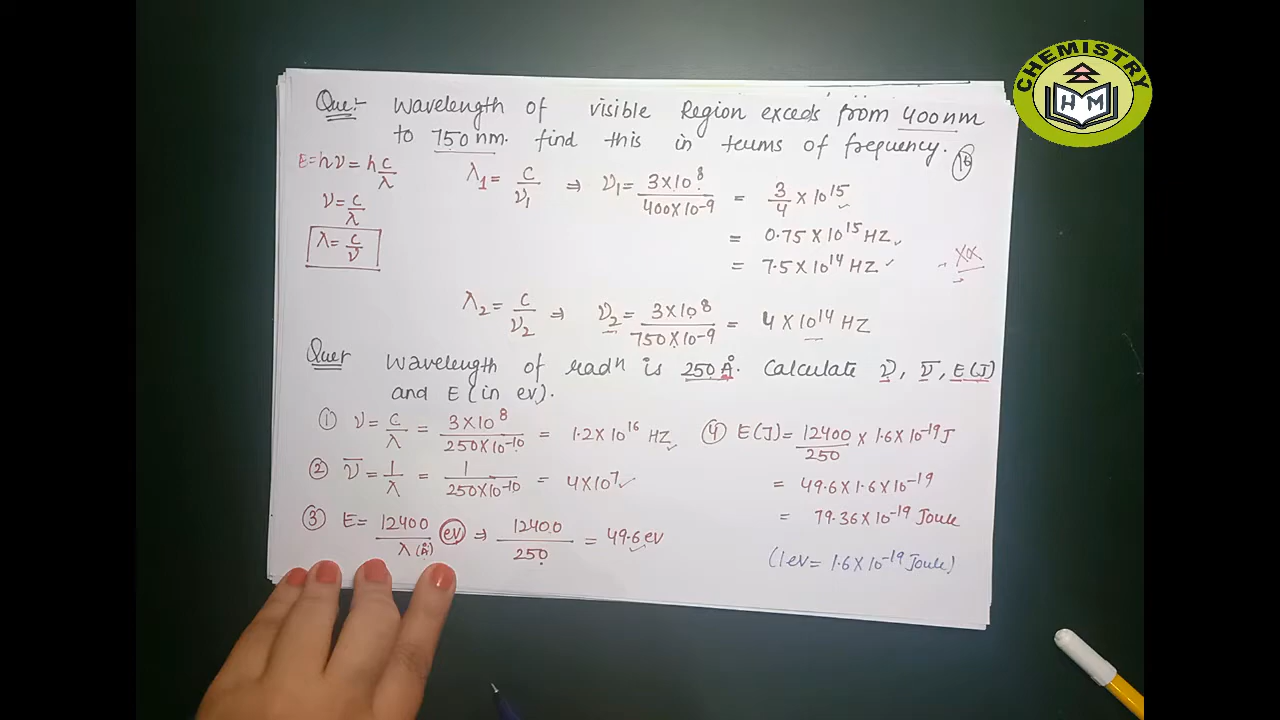 CHEMISTRY
HM
Que:- Wavelength of visible Region exceeds from 400nm
to 750nm. find this in terms of frequency.
E=hν=hc/λ
ν=c/λ
λ=c/ν
λ1=c/ν1 ⇒ ν1=3×10^8/400×10^-9 = 3/4 × 10^15
= 0.75×10^15 HZ
= 7.5×10^14 HZ
λ2=c/ν2 ⇒ ν2=3×10^8/750×10^-9 = 4×10^14 HZ
Que:- Wavelength of radn is 250Å. Calculate ν, ν̅, E(J)
and E(in ev).
① ν=c/λ = 3×10^8/250×10^-10 = 1.2×10^16 HZ
② ν̅=1/λ = 1/250×10^-10 = 4×10^7
③ E=12400/λ(Å) ev ⇒ 12400/250 = 49.6ev
④ E(J)=12400/250 × 1.6×10^-19J
= 49.6×1.6×10^-19
= 79.36×10^-19 Joule
(1ev= 1.6×10^-19 Joule)